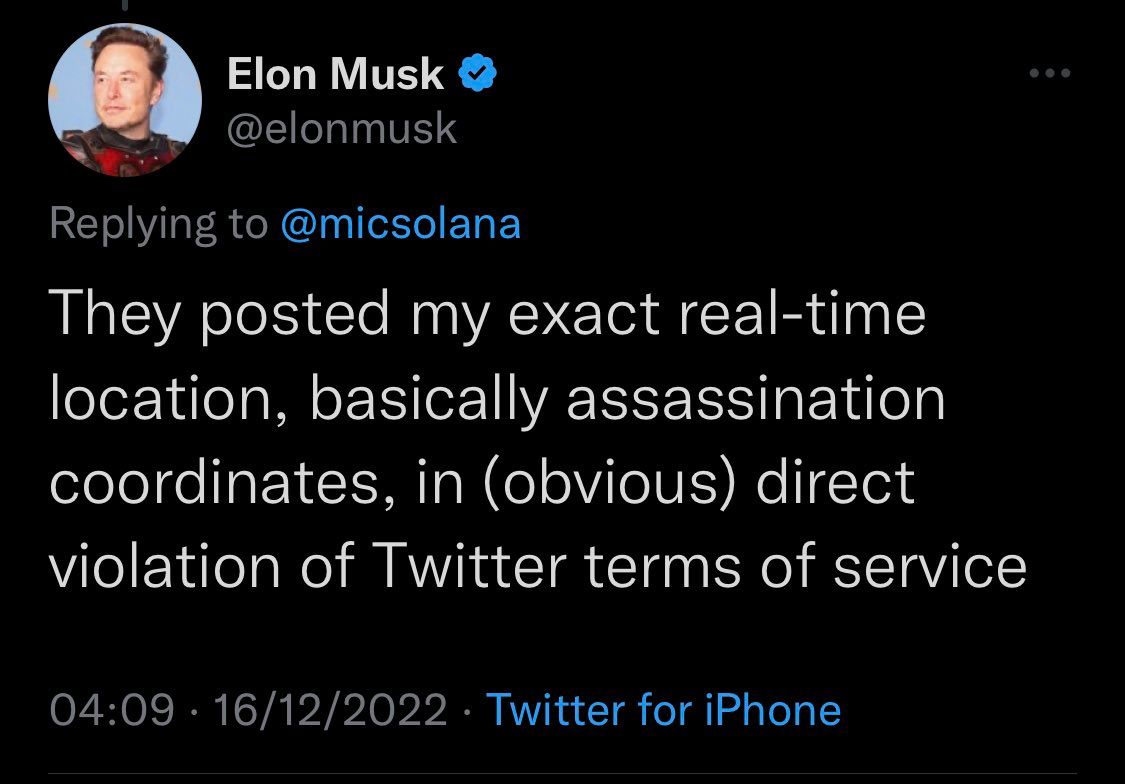 Elon Musk
@elonmusk
Replying to @micsolana
They posted my exact real-time
location, basically assassination
coordinates, in (obvious) direct
violation of Twitter terms of service
04:09 · 16/12/2022 · Twitter for iPhone